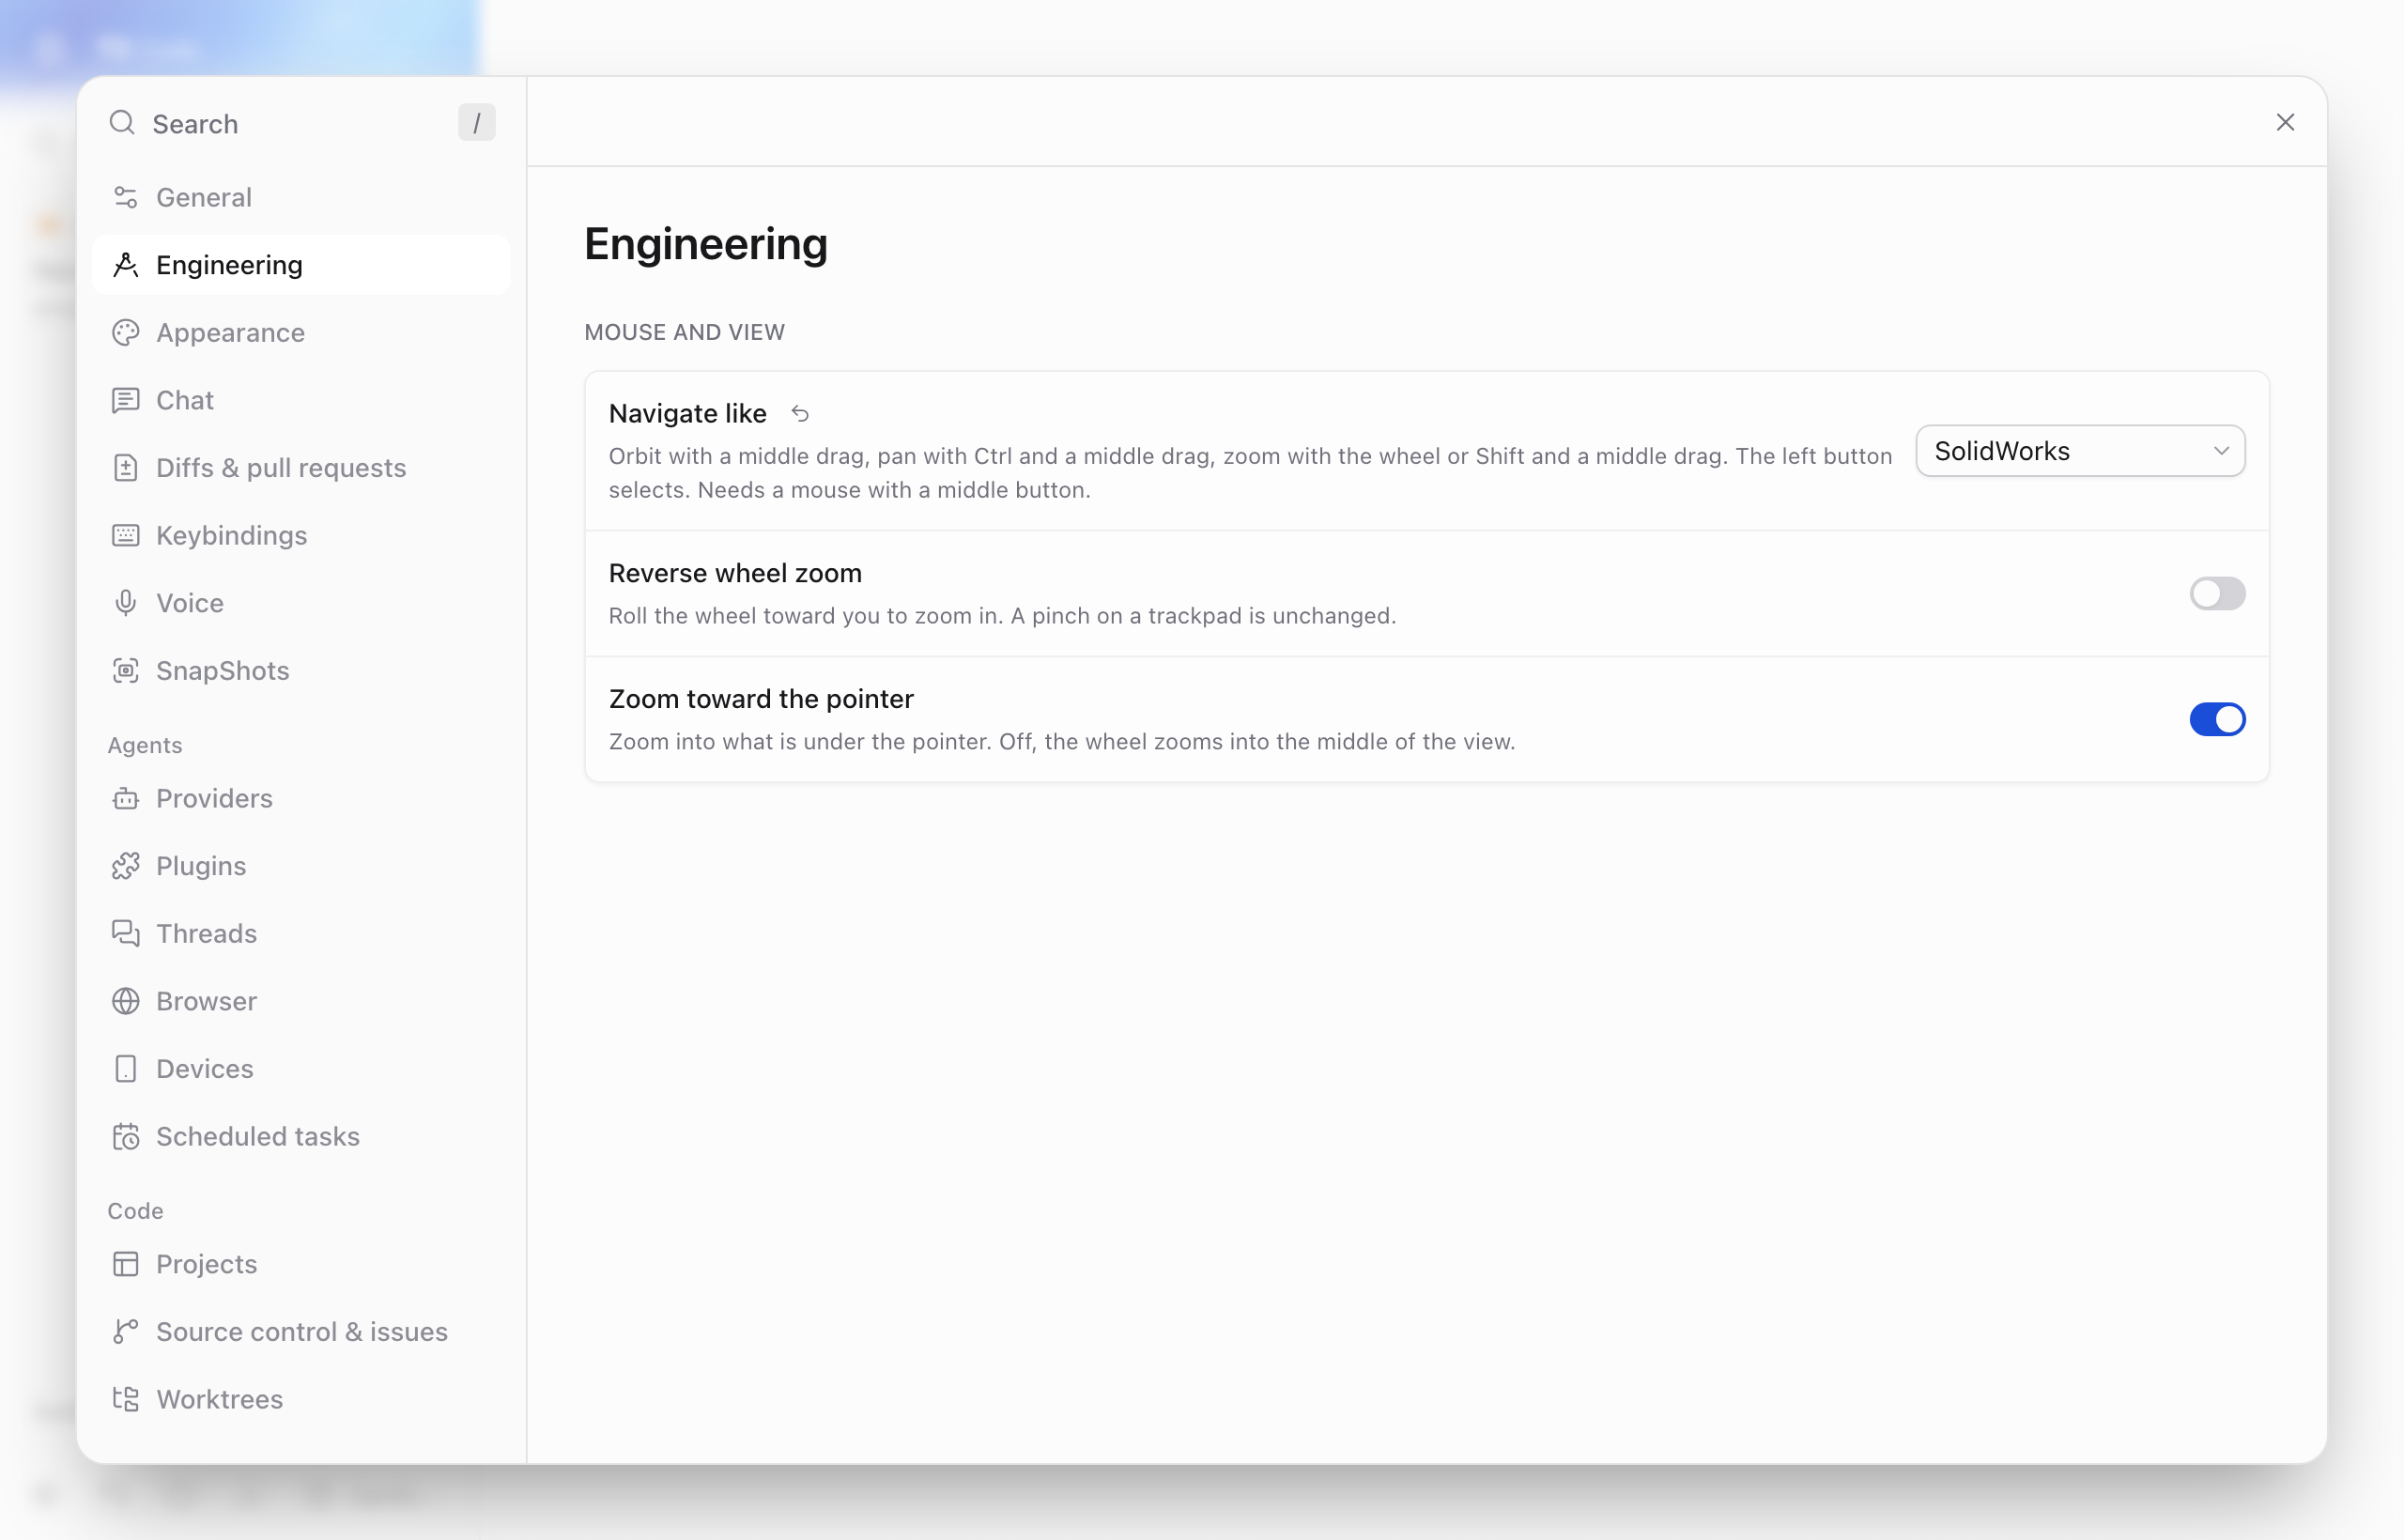 Search
/
General
Engineering
Appearance
Chat
Diffs & pull requests
Keybindings
Voice
SnapShots
Agents
Providers
Plugins
Threads
Browser
Devices
Scheduled tasks
Code
Projects
Source control & issues
Worktrees
Engineering
MOUSE AND VIEW
Navigate like
Orbit with a middle drag, pan with Ctrl and a middle drag, zoom with the wheel or Shift and a middle drag. The left button
selects. Needs a mouse with a middle button.
SolidWorks
Reverse wheel zoom
Roll the wheel toward you to zoom in. A pinch on a trackpad is unchanged.
Zoom toward the pointer
Zoom into what is under the pointer. Off, the wheel zooms into the middle of the view.